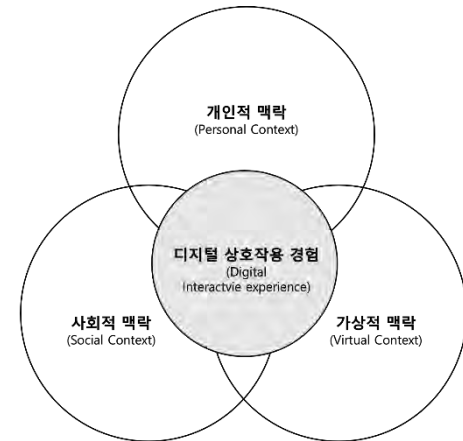 개인적 맥락
(Personal Context)
디지털 상호작용 경험
(Digital
Interactvie experience)
사회적 맥락
(Social Context)
가상적 맥락
(Virtual Context)